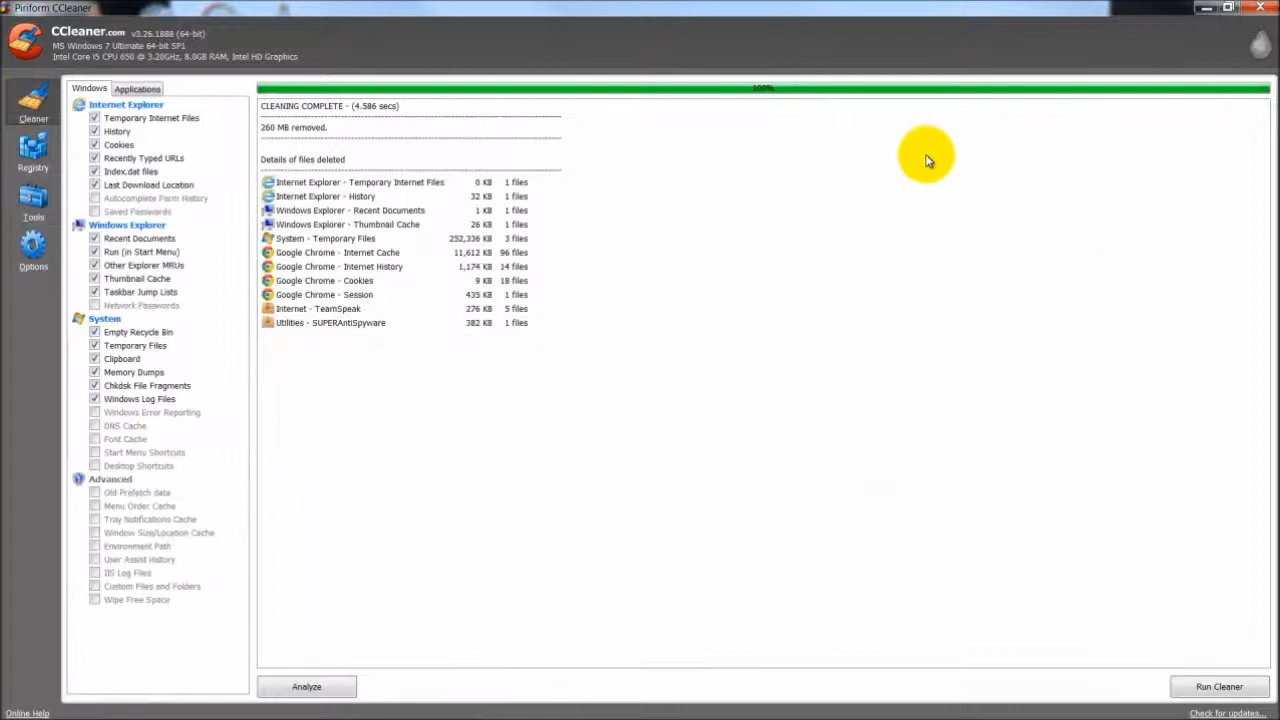 Piriform CCleaner
CCleaner.com v3.26.1888 (64-bit)
MS Windows 7 Ultimate 64-bit SP1
Intel Core i5 CPU 650 @ 3.20GHz, 8.0GB RAM, Intel HD Graphics
Cleaner
Registry
Tools
Options
Windows Applications
Internet Explorer
Temporary Internet Files
History
Cookies
Recently Typed URLs
Index.dat files
Last Download Location
Autocomplete Form History
Saved Passwords
Windows Explorer
Recent Documents
Run (in Start Menu)
Other Explorer MRUs
Thumbnail Cache
Taskbar Jump Lists
Network Passwords
System
Empty Recycle Bin
Temporary Files
Clipboard
Memory Dumps
Chkdsk File Fragments
Windows Log Files
Windows Error Reporting
DNS Cache
Font Cache
Start Menu Shortcuts
Desktop Shortcuts
Advanced
Old Prefetch data
Menu Order Cache
Tray Notifications Cache
Window Size/Location Cache
Environment Path
User Assist History
IIS Log Files
Custom Files and Folders
Wipe Free Space
100%
CLEANING COMPLETE - (4.586 secs)
260 MB removed.
Details of files deleted
Internet Explorer - Temporary Internet Files 0 KB 1 files
Internet Explorer - History 32 KB 1 files
Windows Explorer - Recent Documents 1 KB 1 files
Windows Explorer - Thumbnail Cache 26 KB 1 files
System - Temporary Files 252,336 KB 3 files
Google Chrome - Internet Cache 11,612 KB 96 files
Google Chrome - Internet History 1,174 KB 14 files
Google Chrome - Cookies 9 KB 18 files
Google Chrome - Session 435 KB 1 files
Internet - TeamSpeak 276 KB 5 files
Utilities - SUPERAntiSpyware 382 KB 1 files
Analyze
Run Cleaner
Online Help
Check for updates...